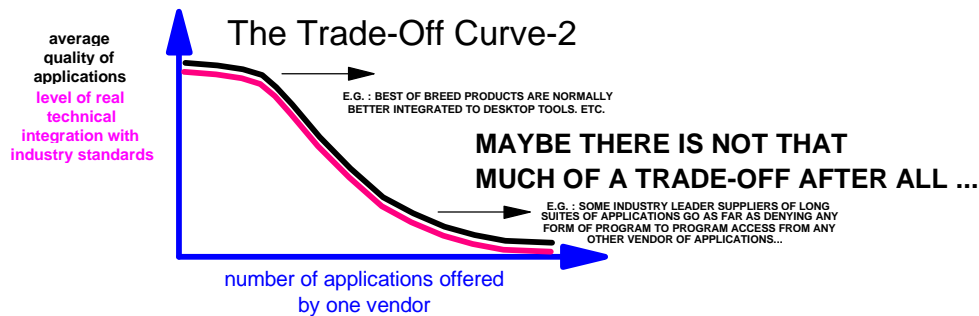 The Trade-Off Curve-2
average
quality of
applications
level of real
technical
integration with
industry standards
E.G. : BEST OF BREED PRODUCTS ARE NORMALLY
BETTER INTEGRATED TO DESKTOP TOOLS. ETC.
MAYBE THERE IS NOT THAT
MUCH OF A TRADE-OFF AFTER ALL ...
E.G. : SOME INDUSTRY LEADER SUPPLIERS OF LONG
SUITES OF APPLICATIONS GO AS FAR AS DENYING ANY
FORM OF PROGRAM TO PROGRAM ACCESS FROM ANY
OTHER VENDOR OF APPLICATIONS...
number of applications offered
by one vendor